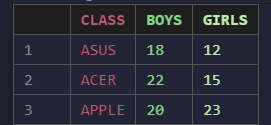 CLASS BOYS GIRLS
1 ASUS 18 12
2 ACER 22 15
3 APPLE 20 23